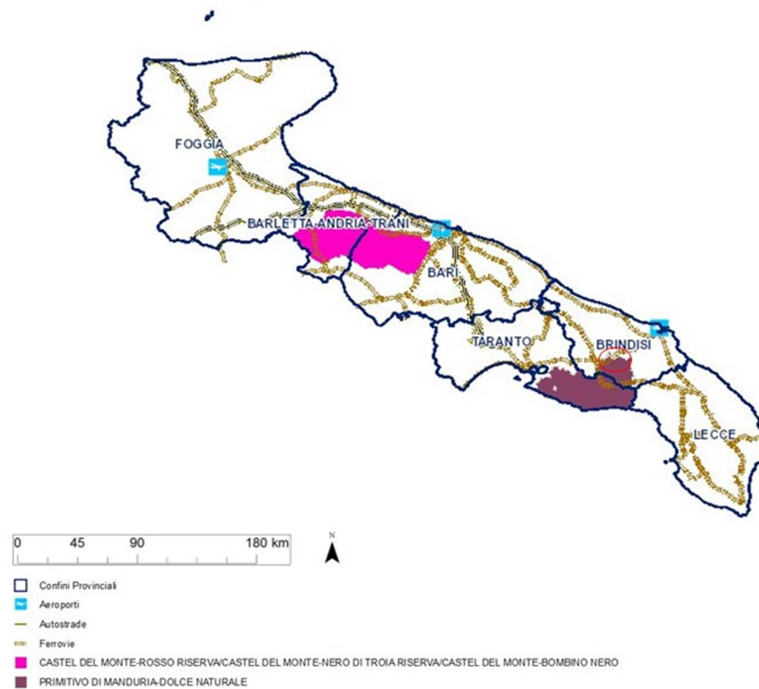 FOGGIA
BARLETTA ANDRIA TRANI
BARI
TARANTO
BRINDISI
LECCE
0 45 90 180 km
N
Confini Provinciali
Aeroporti
Autostrade
Ferrovie
CASTEL DEL MONTE-ROSSO RISERVA/CASTEL DEL MONTE-NERO DI TROIA RISERVA/CASTEL DEL MONTE-BOMBINO NERO
PRIMITIVO DI MANDURIA-DOLCE NATURALE